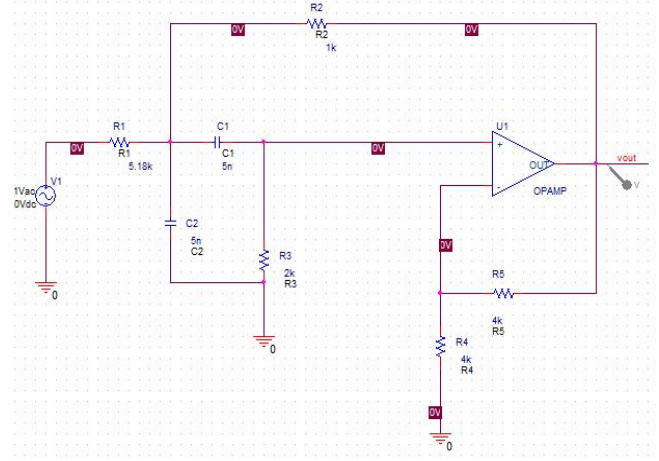 R2
0V
0V
R2
1k
R1
C1
U1
0V
R1
5.18k
C1
5n
0V
+
OUT
vout
V1
1Vac
0Vdc
-
OPAMP
V
C2
5n
C2
0V
R3
2k
R3
R5
0
4k
R5
R4
4k
R4
0
0V
0